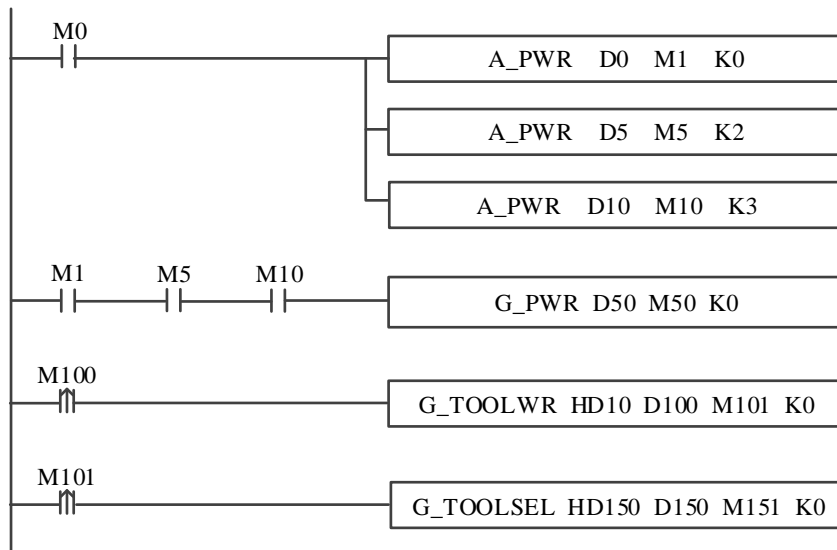 M0
A_PWR D0 M1 K0
A_PWR D5 M5 K2
A_PWR D10 M10 K3
M1 M5 M10
G_PWR D50 M50 K0
M100
G_TOOLWR HD10 D100 M101 K0
M101
G_TOOLSEL HD150 D150 M151 K0